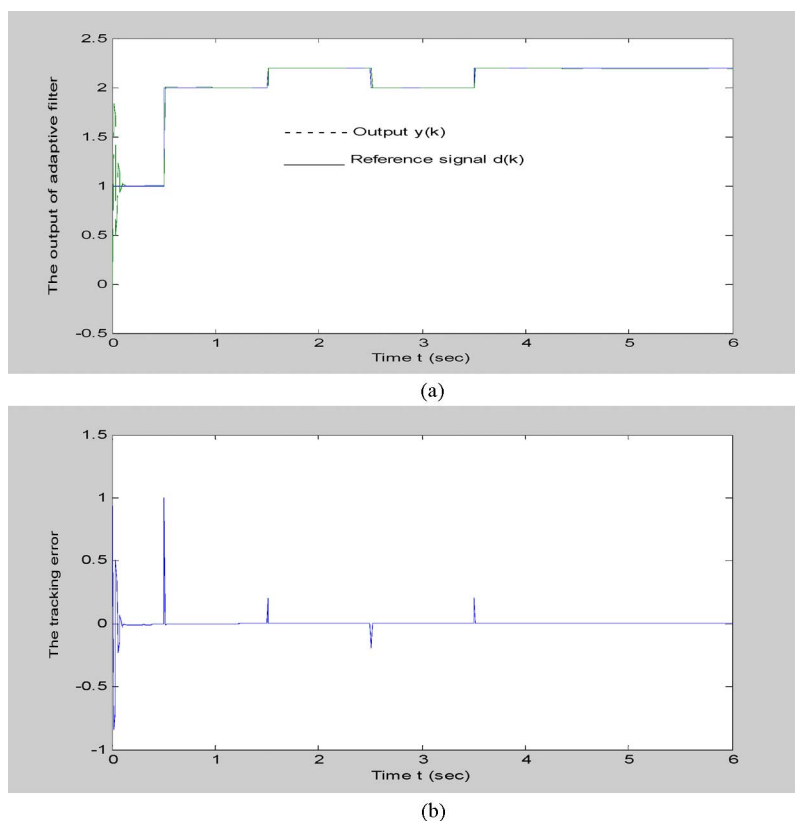 2.5
2
1.5
1
0.5
0
-0.5
The output of adaptive filter
Output y(k)
Reference signal d(k)
0 1 2 3 4 5 6
Time t (sec)
(a)
1.5
1
0.5
0
-0.5
-1
The tracking error
0 1 2 3 4 5 6
Time t (sec)
(b)